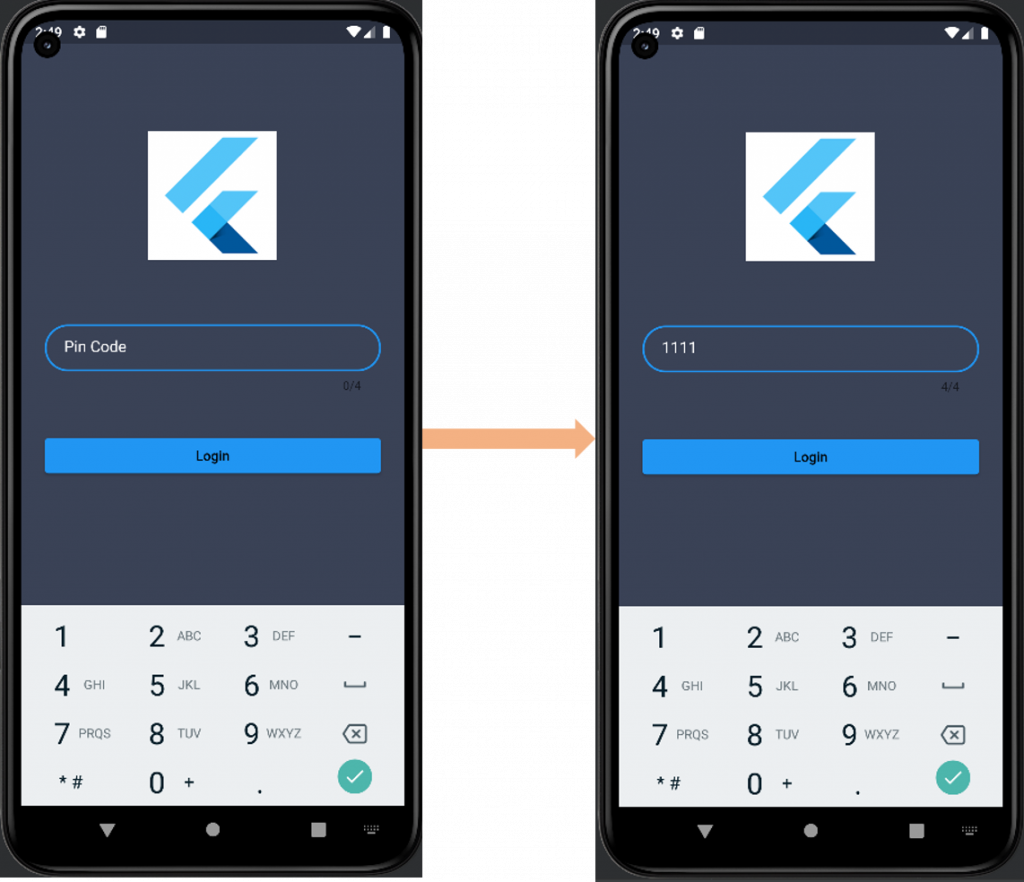 2:49
Pin Code
0/4
Login
1 2 ABC 3 DEF −
4 GHI 5 JKL 6 MNO
7 PRQS 8 TUV 9 WXYZ
* # 0 + .
2:49
1111
4/4
Login
1 2 ABC 3 DEF −
4 GHI 5 JKL 6 MNO
7 PRQS 8 TUV 9 WXYZ
* # 0 + .